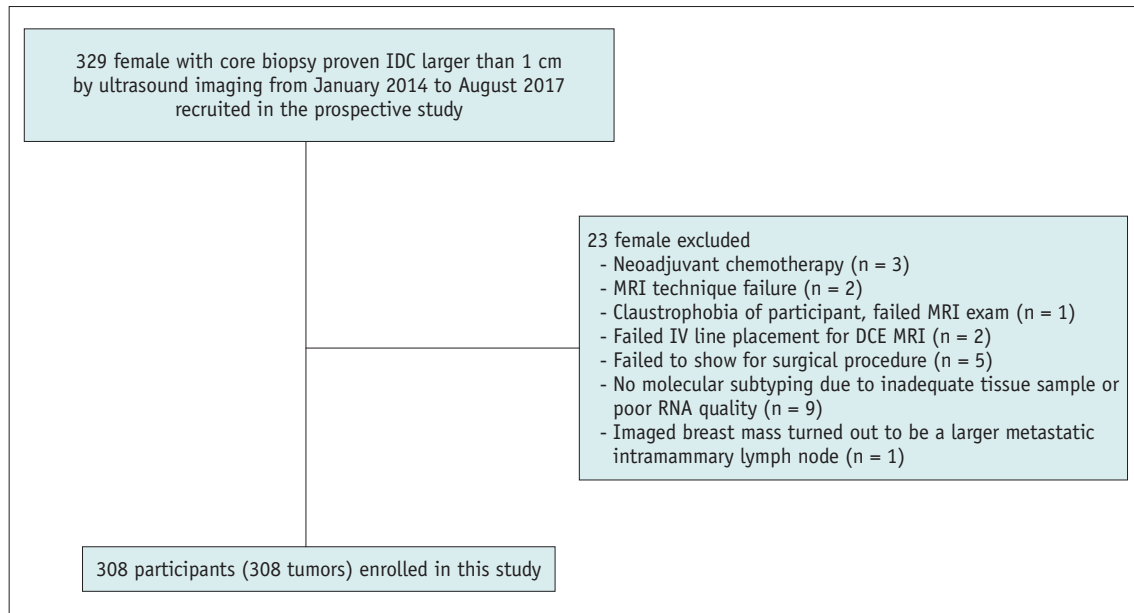 329 female with core biopsy proven IDC larger than 1 cm
by ultrasound imaging from January 2014 to August 2017
recruited in the prospective study
23 female excluded
- Neoadjuvant chemotherapy (n = 3)
- MRI technique failure (n = 2)
- Claustrophobia of participant, failed MRI exam (n = 1)
- Failed IV line placement for DCE MRI (n = 2)
- Failed to show for surgical procedure (n = 5)
- No molecular subtyping due to inadequate tissue sample or
poor RNA quality (n = 9)
- Imaged breast mass turned out to be a larger metastatic
intramammary lymph node (n = 1)
308 participants (308 tumors) enrolled in this study